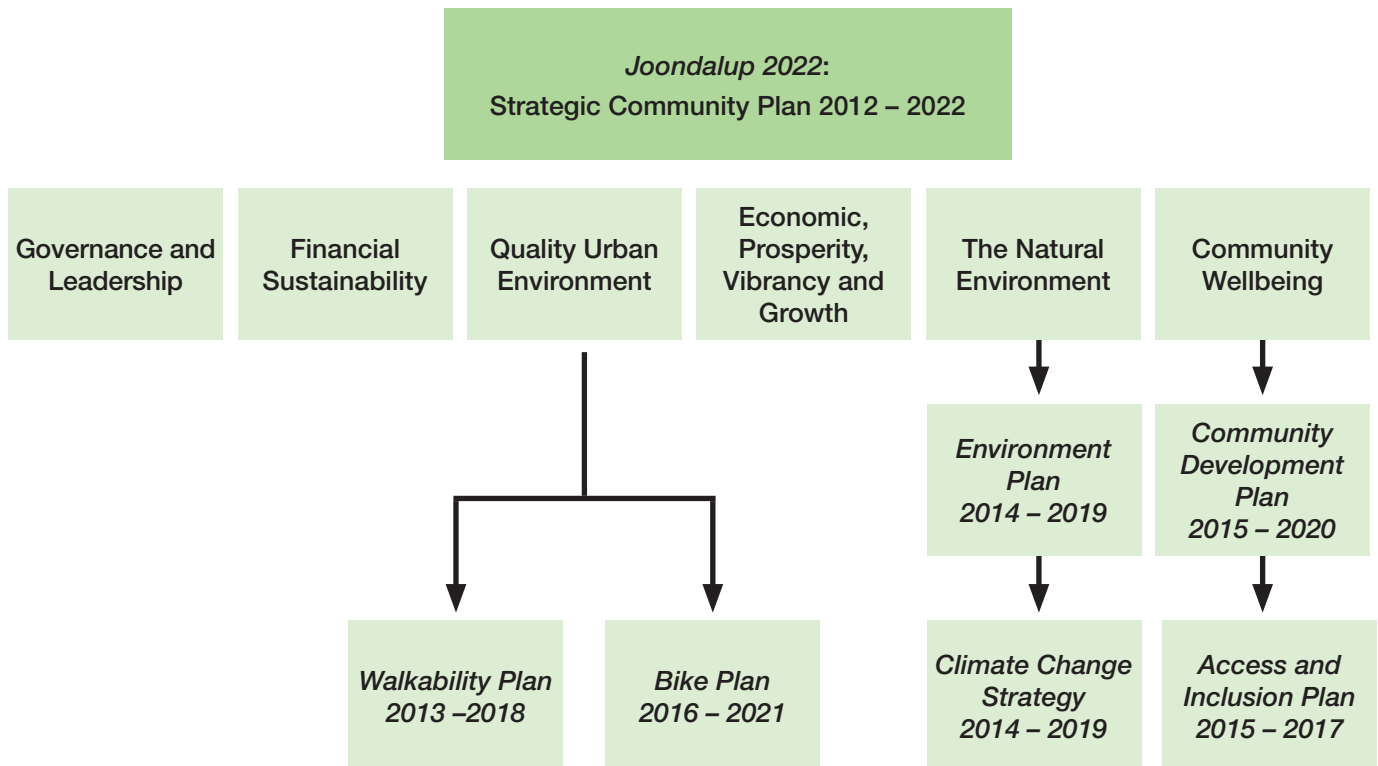 Joondalup 2022:
Strategic Community Plan 2012 – 2022
Governance and
Leadership
Financial
Sustainability
Quality Urban
Environment
Economic,
Prosperity,
Vibrancy and
Growth
The Natural
Environment
Community
Wellbeing
Environment
Plan
2014 – 2019
Community
Development
Plan
2015 – 2020
Walkability Plan
2013 –2018
Bike Plan
2016 – 2021
Climate Change
Strategy
2014 – 2019
Access and
Inclusion Plan
2015 – 2017